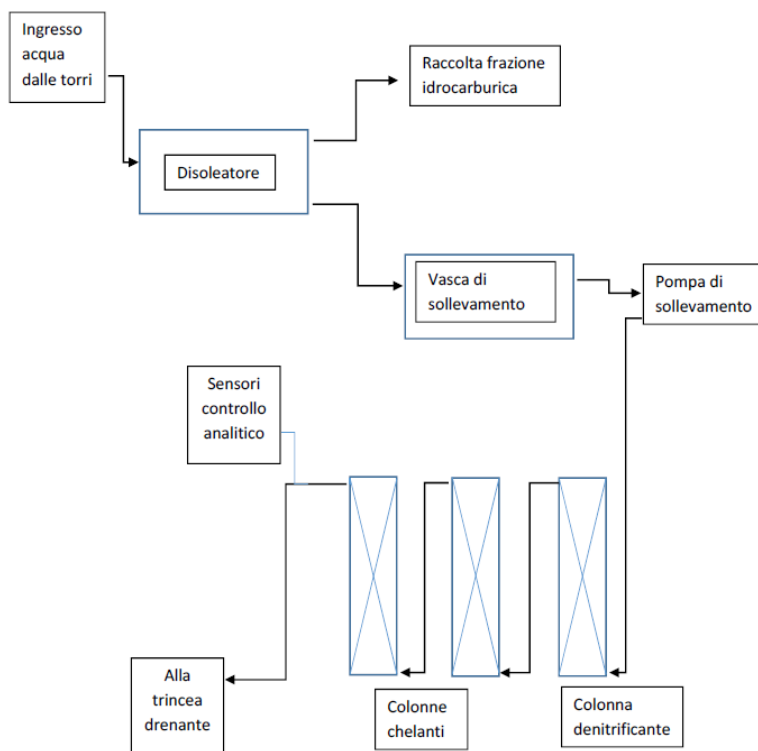 Ingresso
acqua
dalle torri
Raccolta frazione
idrocarburica
Disoleatore
Vasca di
sollevamento
Pompa di
sollevamento
Sensori
controllo
analitico
Alla
trincea
drenante
Colonne
chelanti
Colonna
denitrificante